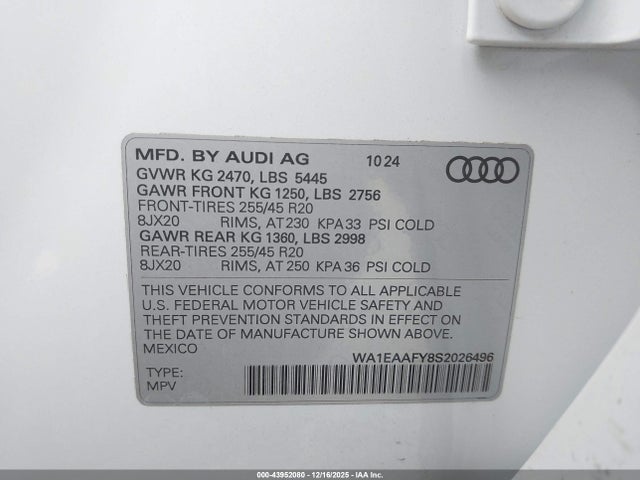 MFD. BY AUDI AG 10 24
GVWR KG 2470, LBS 5445
GAWR FRONT KG 1250, LBS 2756
FRONT-TIRES 255/45 R20
8JX20 RIMS, AT 230 KPA 33 PSI COLD
GAWR REAR KG 1360, LBS 2998
REAR-TIRES 255/45 R20
8JX20 RIMS, AT 250 KPA 36 PSI COLD
THIS VEHICLE CONFORMS TO ALL APPLICABLE
U.S. FEDERAL MOTOR VEHICLE SAFETY AND
THEFT PREVENTION STANDARDS IN EFFECT ON
THE DATE OF MANUFACTURE SHOWN ABOVE.
MEXICO
WA1EAAFY8S2026496
TYPE:
MPV
000-43952080 - 12/16/2025 - IAA Inc.